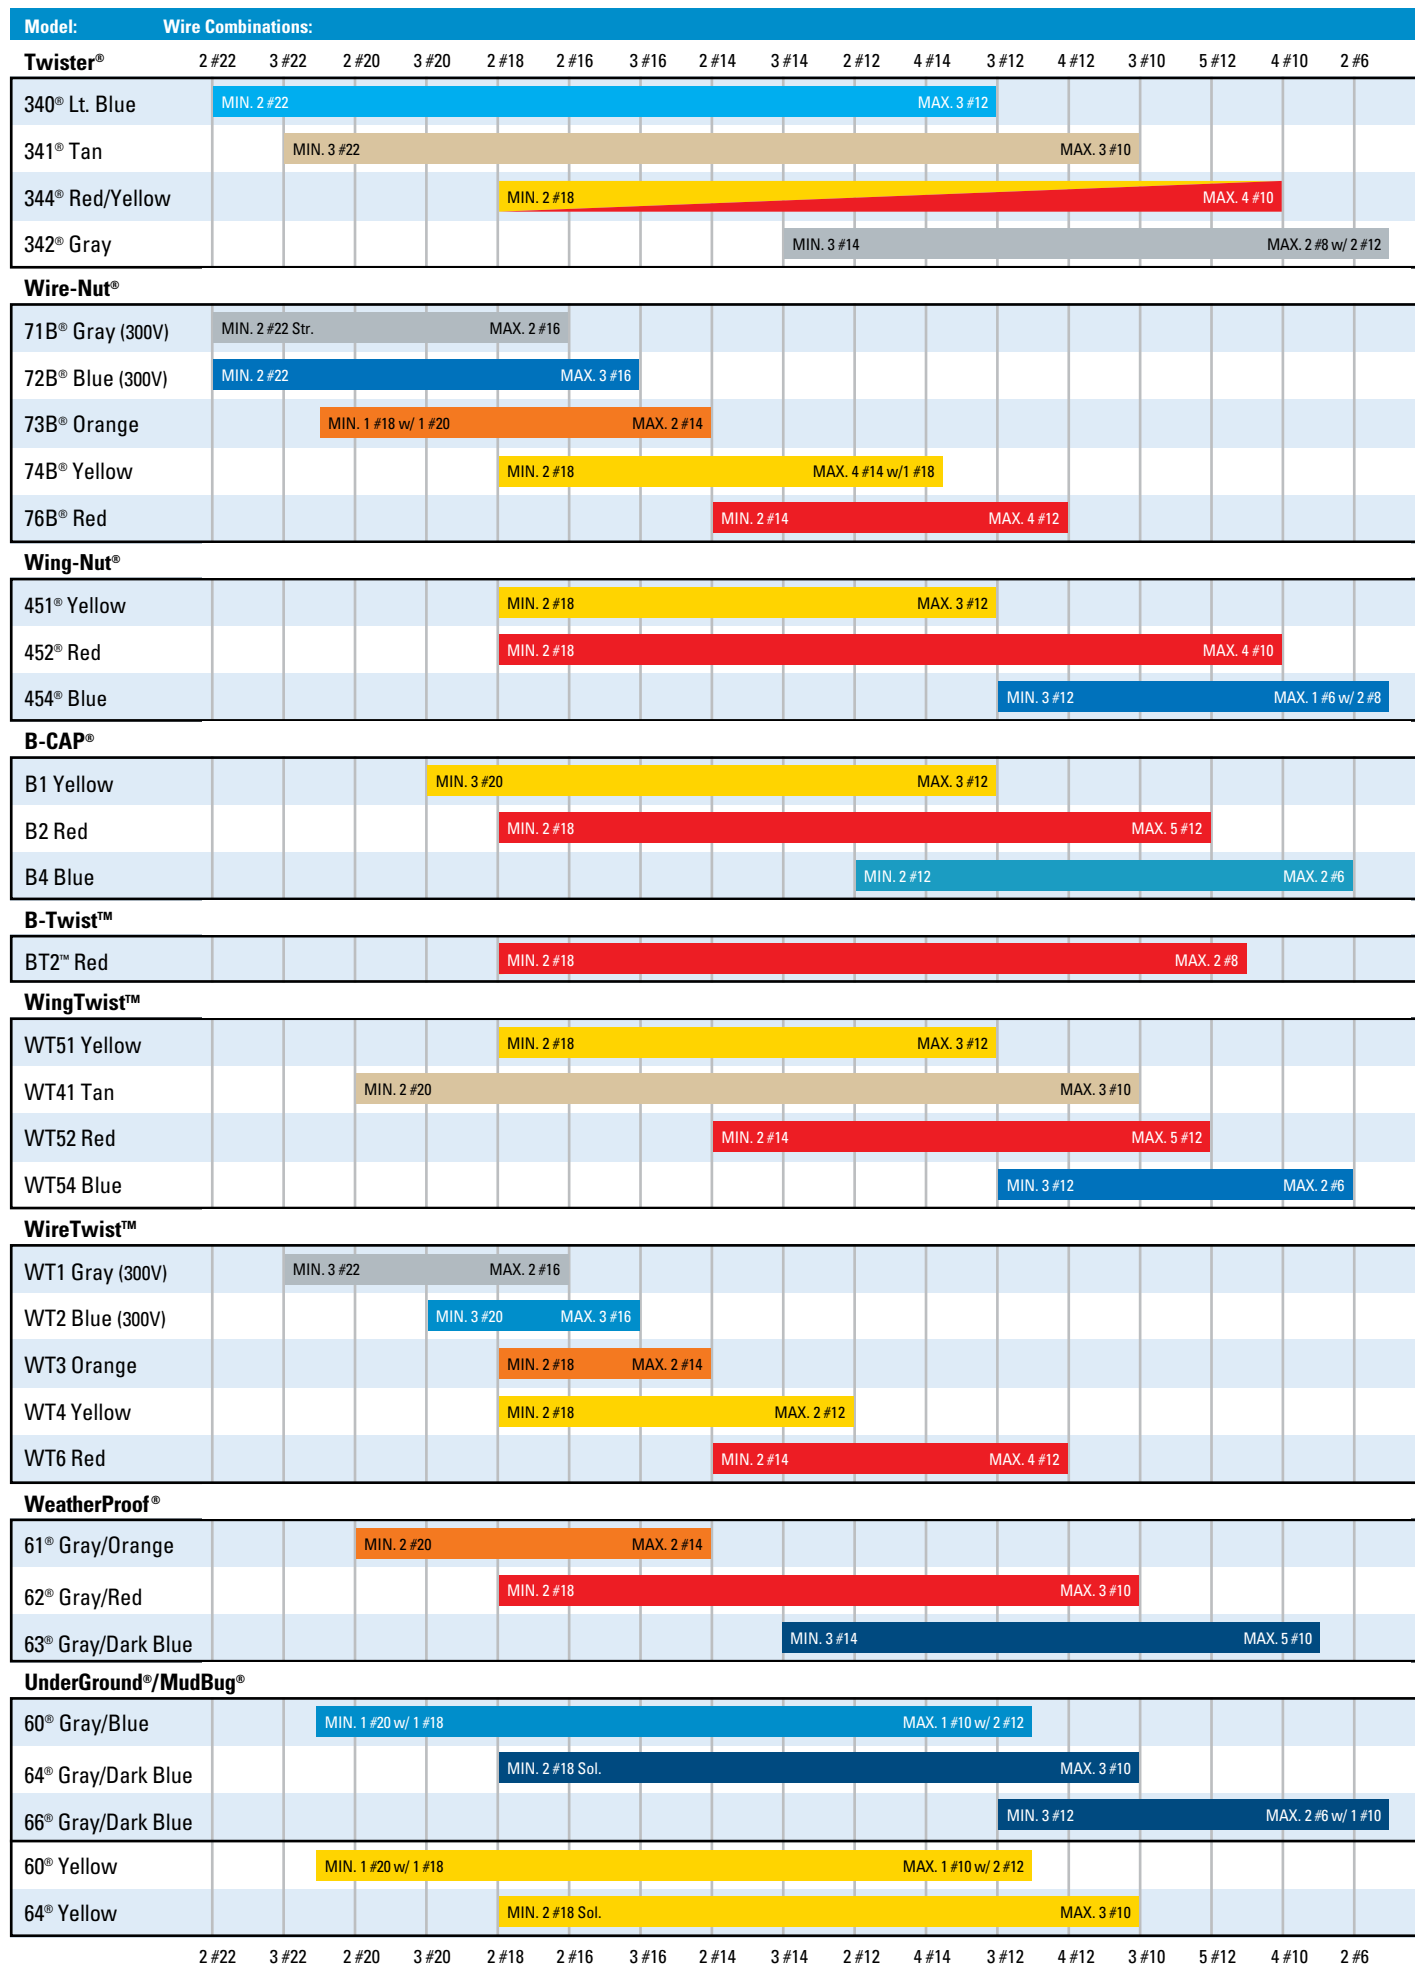 Model: Wire Combinations:
Twister® 2 #22 3 #22 2 #20 3 #20 2 #18 2 #16 3 #16 2 #14 3 #14 2 #12 4 #14 3 #12 4 #12 3 #10 5 #12 4 #10 2 #6
340® Lt. Blue MIN. 2 #22 MAX. 3 #12
341® Tan MIN. 3 #22 MAX. 3 #10
344® Red/Yellow MIN. 2 #18 MAX. 4 #10
342® Gray MIN. 3 #14 MAX. 2 #8 w/ 2 #12
Wire-Nut®
71B® Gray (300V) MIN. 2 #22 Str. MAX. 2 #16
72B® Blue (300V) MIN. 2 #22 MAX. 3 #16
73B® Orange MIN. 1 #18 w/ 1 #20 MAX. 2 #14
74B® Yellow MIN. 2 #18 MAX. 4 #14 w/1 #18
76B® Red MIN. 2 #14 MAX. 4 #12
Wing-Nut®
451® Yellow MIN. 2 #18 MAX. 3 #12
452® Red MIN. 2 #18 MAX. 4 #10
454® Blue MIN. 3 #12 MAX. 1 #6 w/ 2 #8
B-CAP®
B1 Yellow MIN. 3 #20 MAX. 3 #12
B2 Red MIN. 2 #18 MAX. 5 #12
B4 Blue MIN. 2 #12 MAX. 2 #6
B-Twist™
BT2™ Red MIN. 2 #18 MAX. 2 #8
WingTwist™
WT51 Yellow MIN. 2 #18 MAX. 3 #12
WT41 Tan MIN. 2 #20 MAX. 3 #10
WT52 Red MIN. 2 #14 MAX. 5 #12
WT54 Blue MIN. 3 #12 MAX. 2 #6
WireTwist™
WT1 Gray (300V) MIN. 3 #22 MAX. 2 #16
WT2 Blue (300V) MIN. 3 #20 MAX. 3 #16
WT3 Orange MIN. 2 #18 MAX. 2 #14
WT4 Yellow MIN. 2 #18 MAX. 2 #12
WT6 Red MIN. 2 #14 MAX. 4 #12
WeatherProof®
61® Gray/Orange MIN. 2 #20 MAX. 2 #14
62® Gray/Red MIN. 2 #18 MAX. 3 #10
63® Gray/Dark Blue MIN. 3 #14 MAX. 5 #10
UnderGround®/MudBug®
60® Gray/Blue MIN. 1 #20 w/ 1 #18 MAX. 1 #10 w/ 2 #12
64® Gray/Dark Blue MIN. 2 #18 Sol. MAX. 3 #10
66® Gray/Dark Blue MIN. 3 #12 MAX. 2 #6 w/ 1 #10
60® Yellow MIN. 1 #20 w/ 1 #18 MAX. 1 #10 w/ 2 #12
64® Yellow MIN. 2 #18 Sol. MAX. 3 #10
2 #22 3 #22 2 #20 3 #20 2 #18 2 #16 3 #16 2 #14 3 #14 2 #12 4 #14 3 #12 4 #12 3 #10 5 #12 4 #10 2 #6